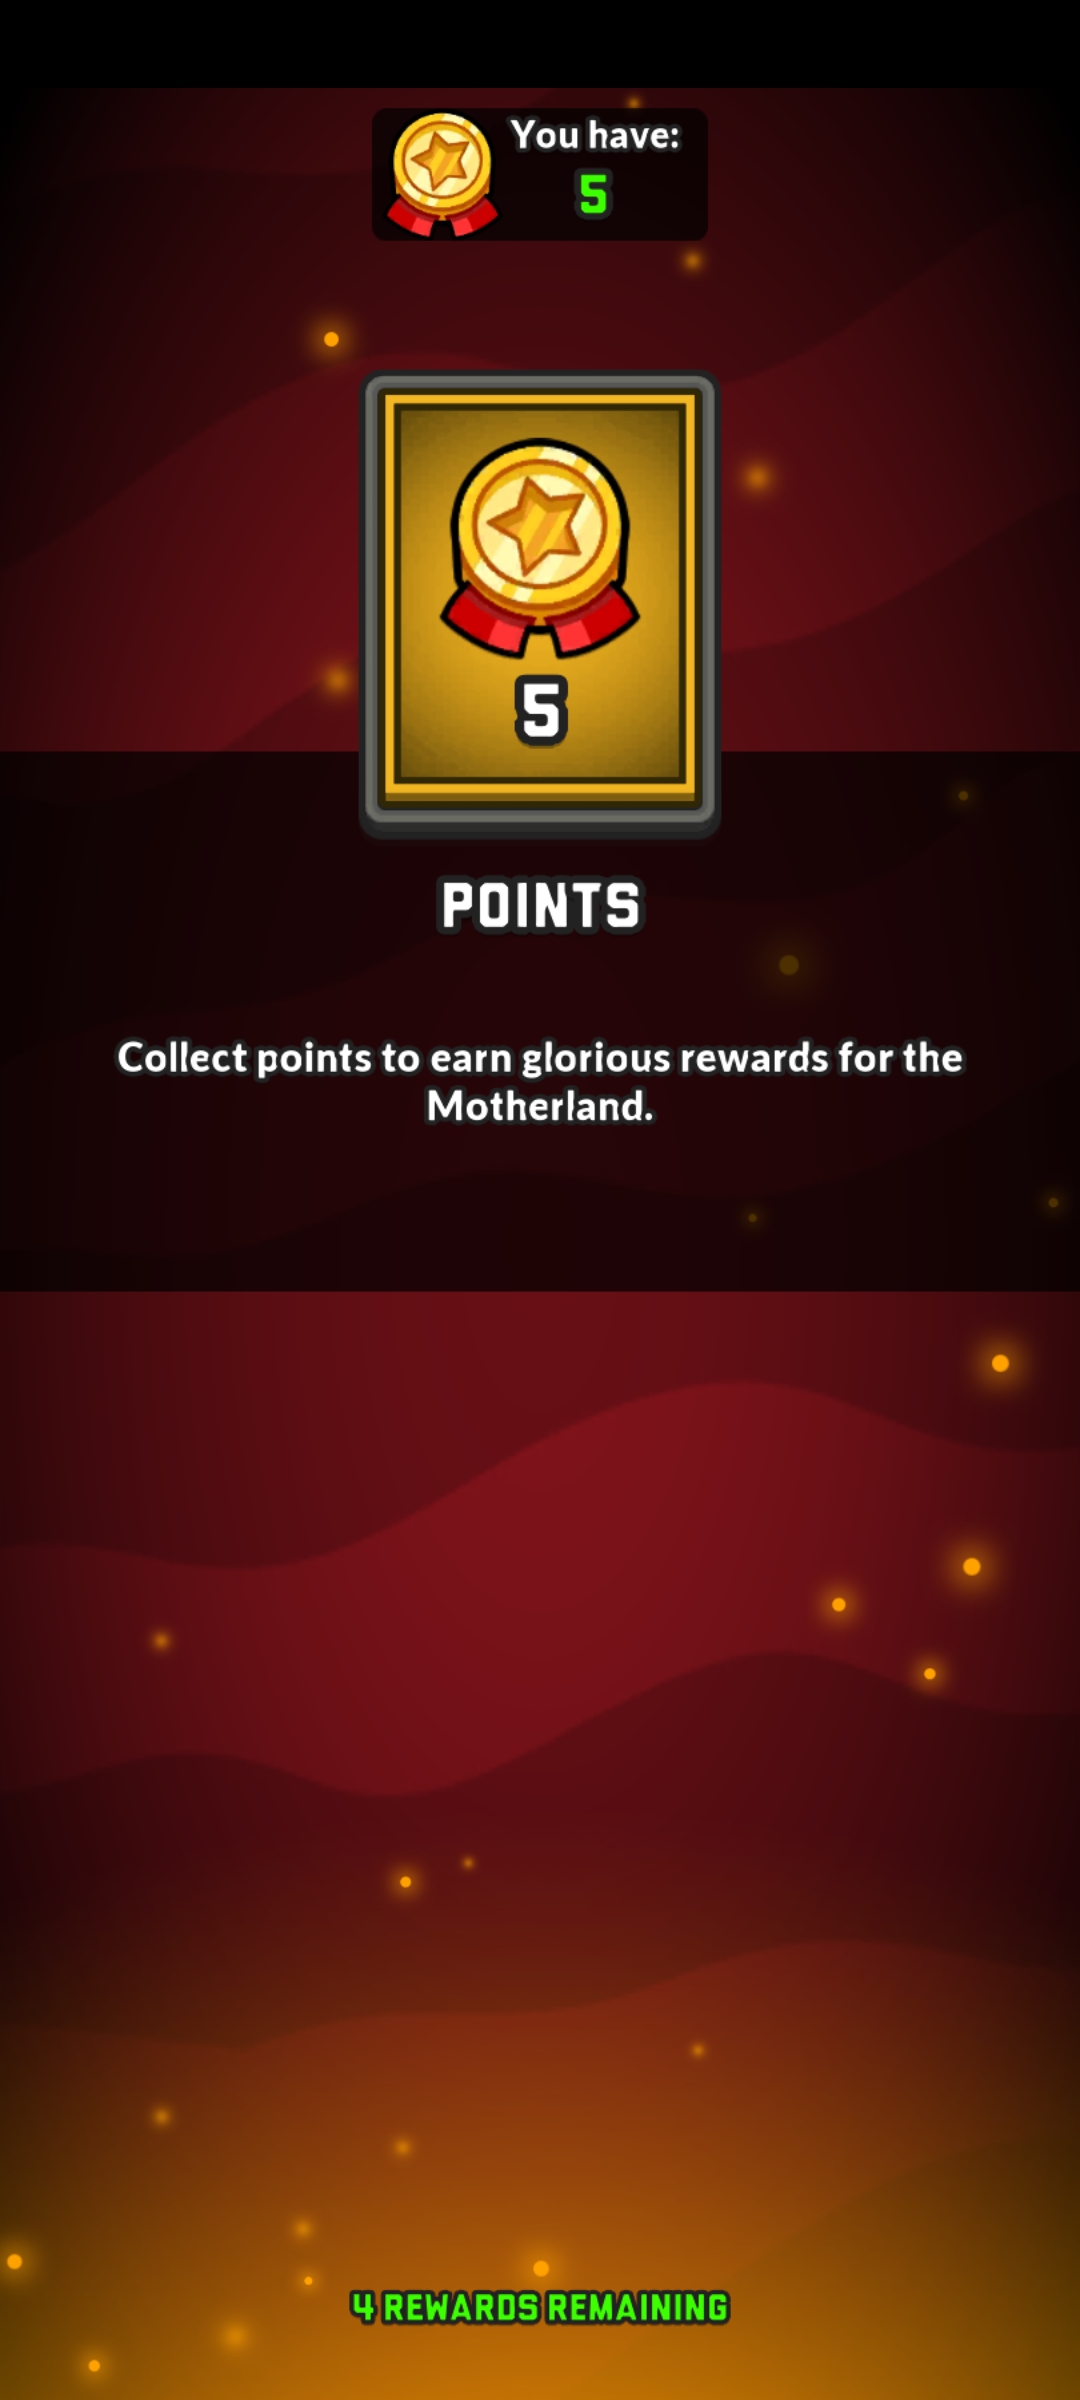 You have:
5
5
POINTS
Collect points to earn glorious rewards for the
Motherland.
4 REWARDS REMAINING